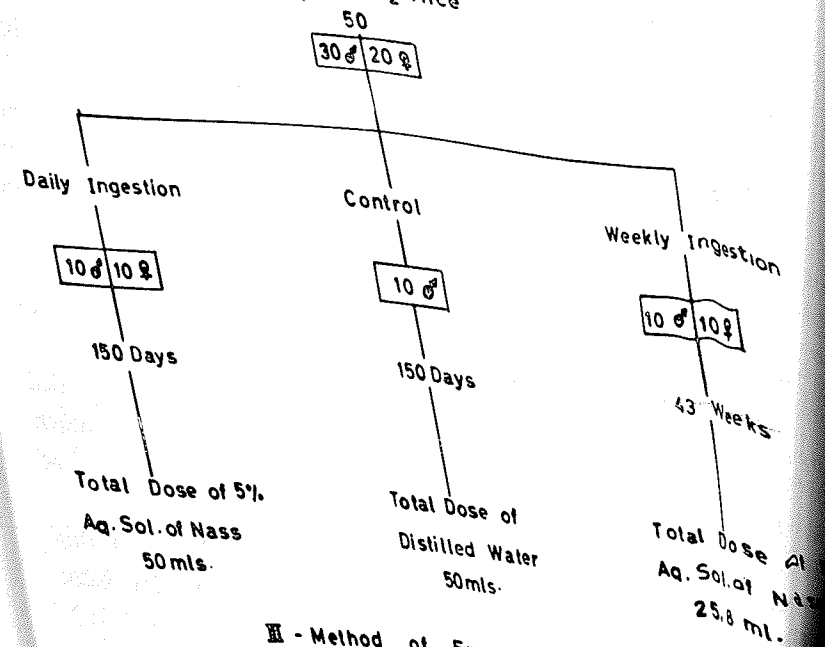 50
30♂ 20♀
Daily Ingestion
Control
Weekly Ingestion
10♂ 10♀
10♂
10♂ 10♀
150 Days
150 Days
43 Weeks
Total Dose of 5%
Aq. Sol. of Nass
50mls.
Total Dose of
Distilled Water
50mls.
Total Dose
Aq. Sol. of
25.8 ml.
III - Method of